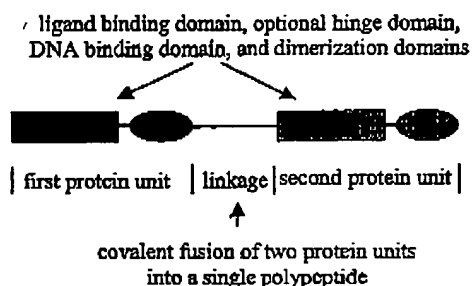 ligand binding domain, optional hinge domain,
DNA binding domain, and dimerization domains
first protein unit | linkage | second protein unit
covalent fusion of two protein units
into a single polypeptide